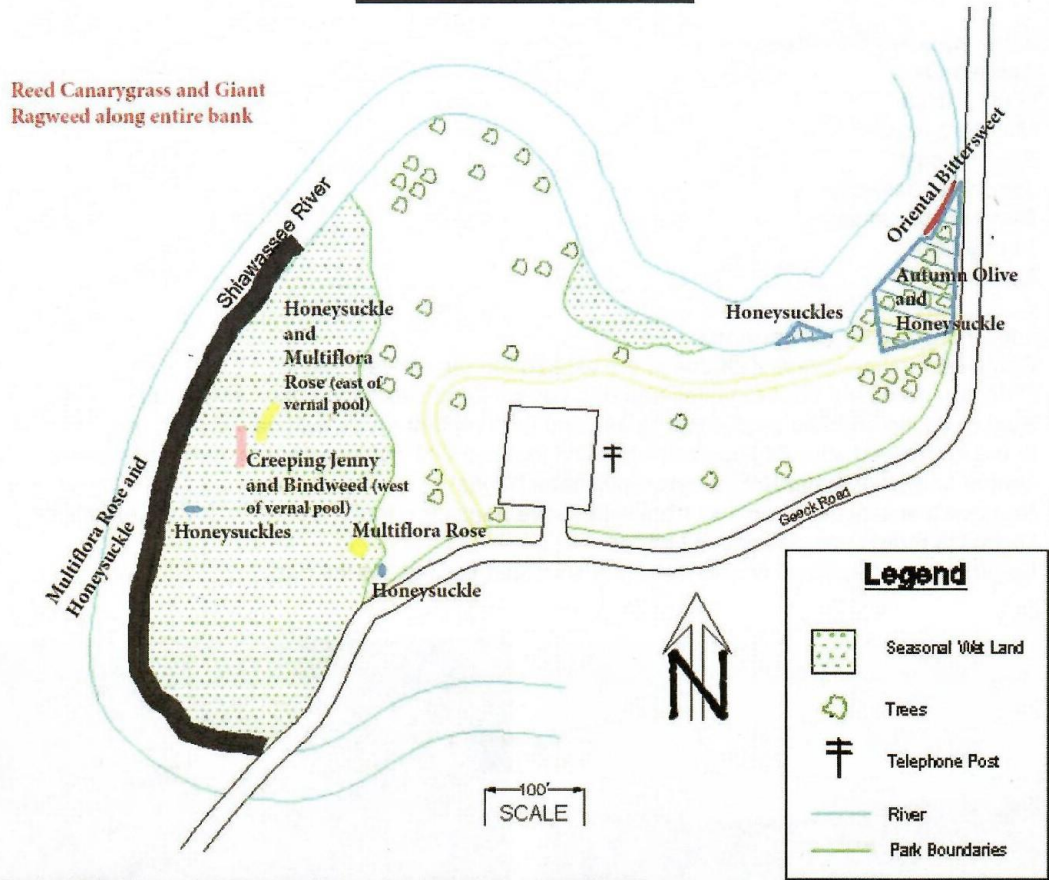 Reed Canarygrass and Giant
Ragweed along entire bank
Shiawassee River
Oriental Bittersweet
Autumn Olive
and
Honeysuckle
Honeysuckles
Honeysuckle
and
Multiflora
Rose (east of
vernal pool)
Creeping Jenny
and Bindweed (west
of vernal pool)
Honeysuckles
Multiflora Rose
Honeysuckle
Multiflora Rose and
Honeysuckle
Geeck Road
N
100'
SCALE
Legend
Seasonal Wet Land
Trees
Telephone Post
River
Park Boundaries